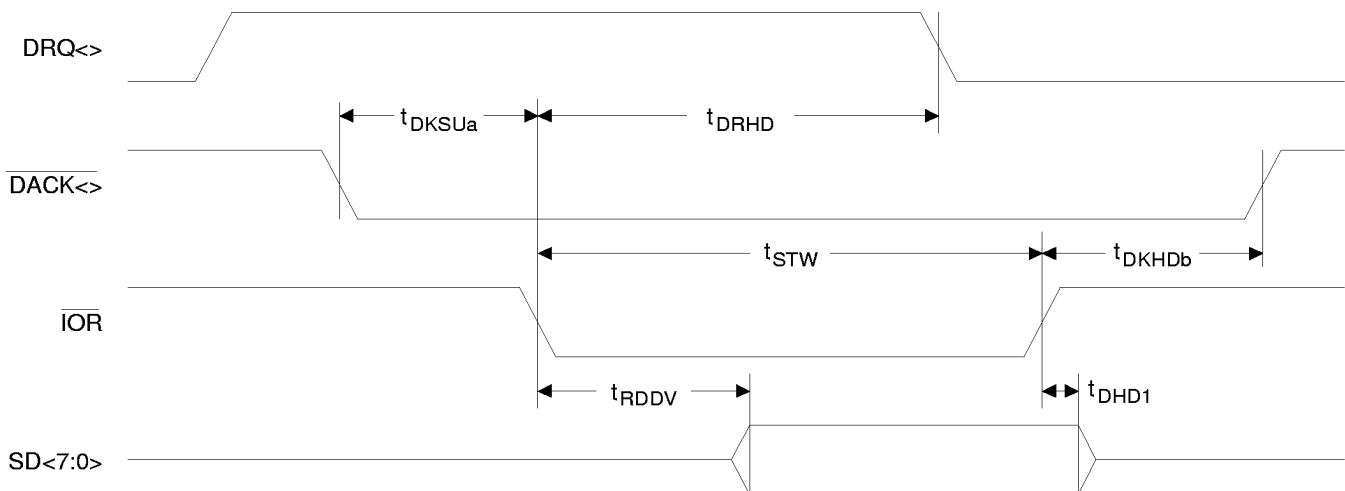 DRQ<>
tDKSUa
tDRHD
DACK<>
tSTW
tDKHDb
IOR
tRDDV
tDHD1
SD<7:0>